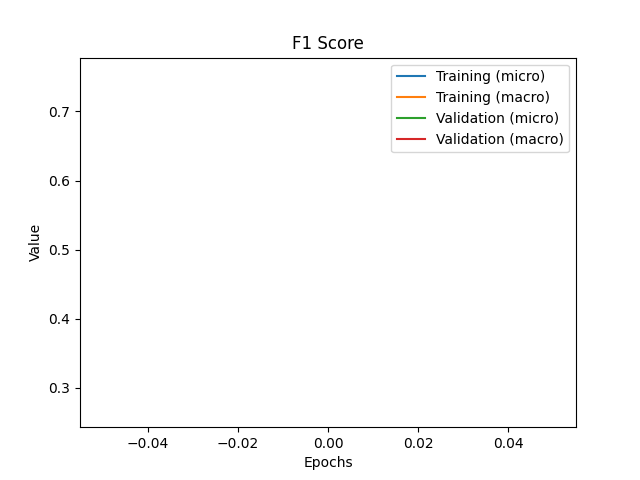 F1 Score
Training (micro)
Training (macro)
Validation (micro)
Validation (macro)
Value
0.7
0.6
0.5
0.4
0.3
−0.04
−0.02
0.00
0.02
0.04
Epochs